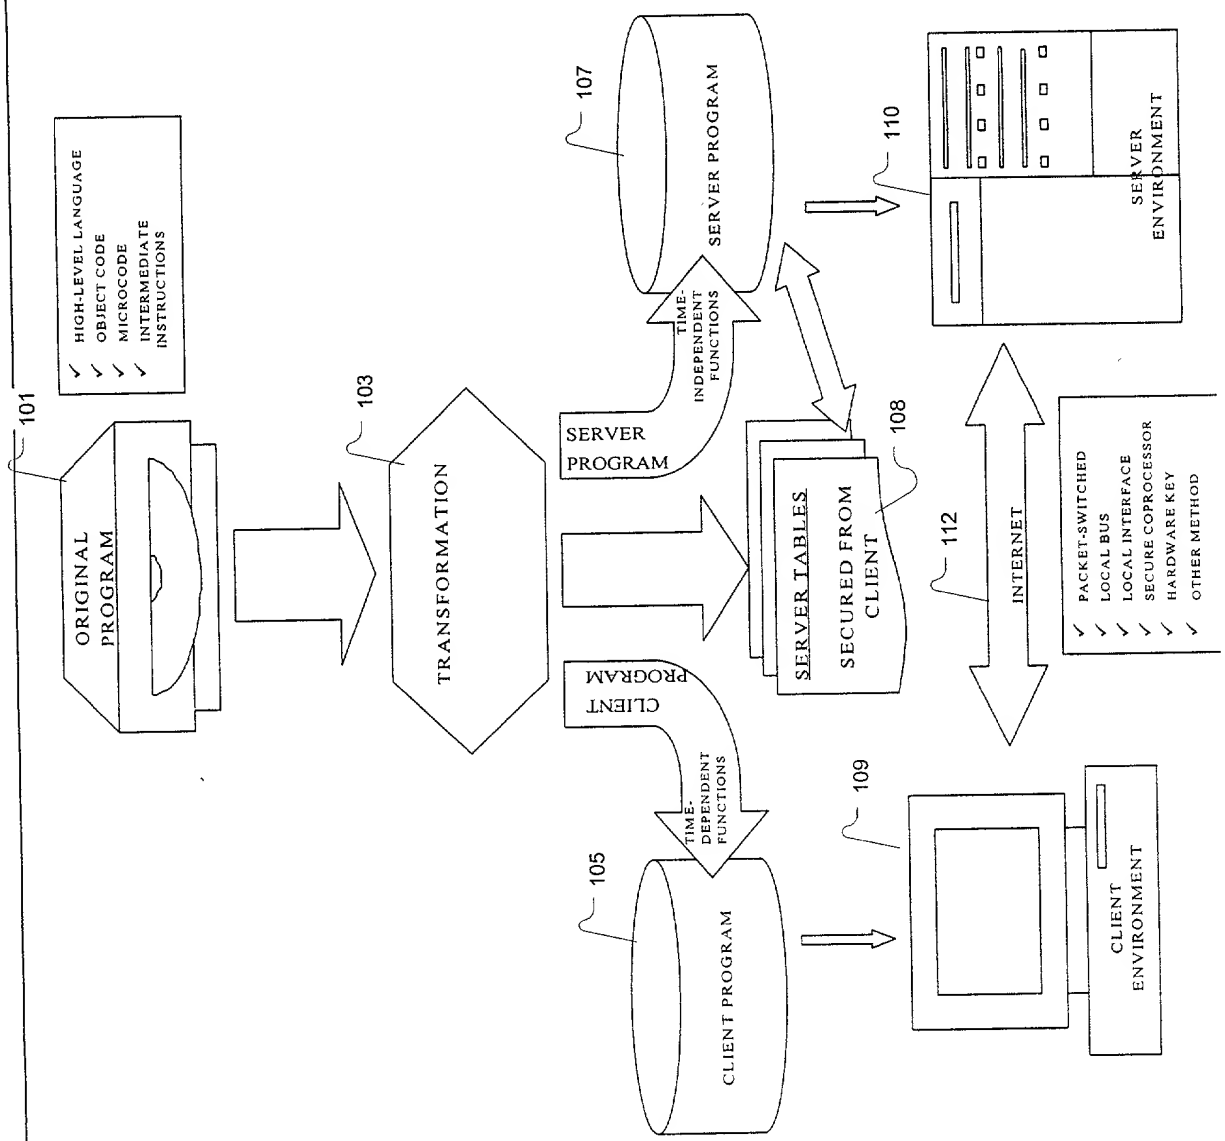 101
ORIGINAL
PROGRAM
✓ HIGH-LEVEL LANGUAGE
✓ OBJECT CODE
✓ MICROCODE
✓ INTERMEDIATE
INSTRUCTIONS
103
TRANSFORMATION
CLIENT
PROGRAM
SERVER
PROGRAM
TIME-
DEPENDENT
FUNCTIONS
TIME-
INDEPENDENT
FUNCTIONS
105
CLIENT PROGRAM
107
SERVER PROGRAM
SERVER TABLES
SECURED FROM
CLIENT
108
109
CLIENT
ENVIRONMENT
112
INTERNET
110
SERVER
ENVIRONMENT
✓ PACKET-SWITCHED
✓ LOCAL BUS
✓ LOCAL INTERFACE
✓ SECURE COPROCESSOR
✓ HARDWARE KEY
✓ OTHER METHOD